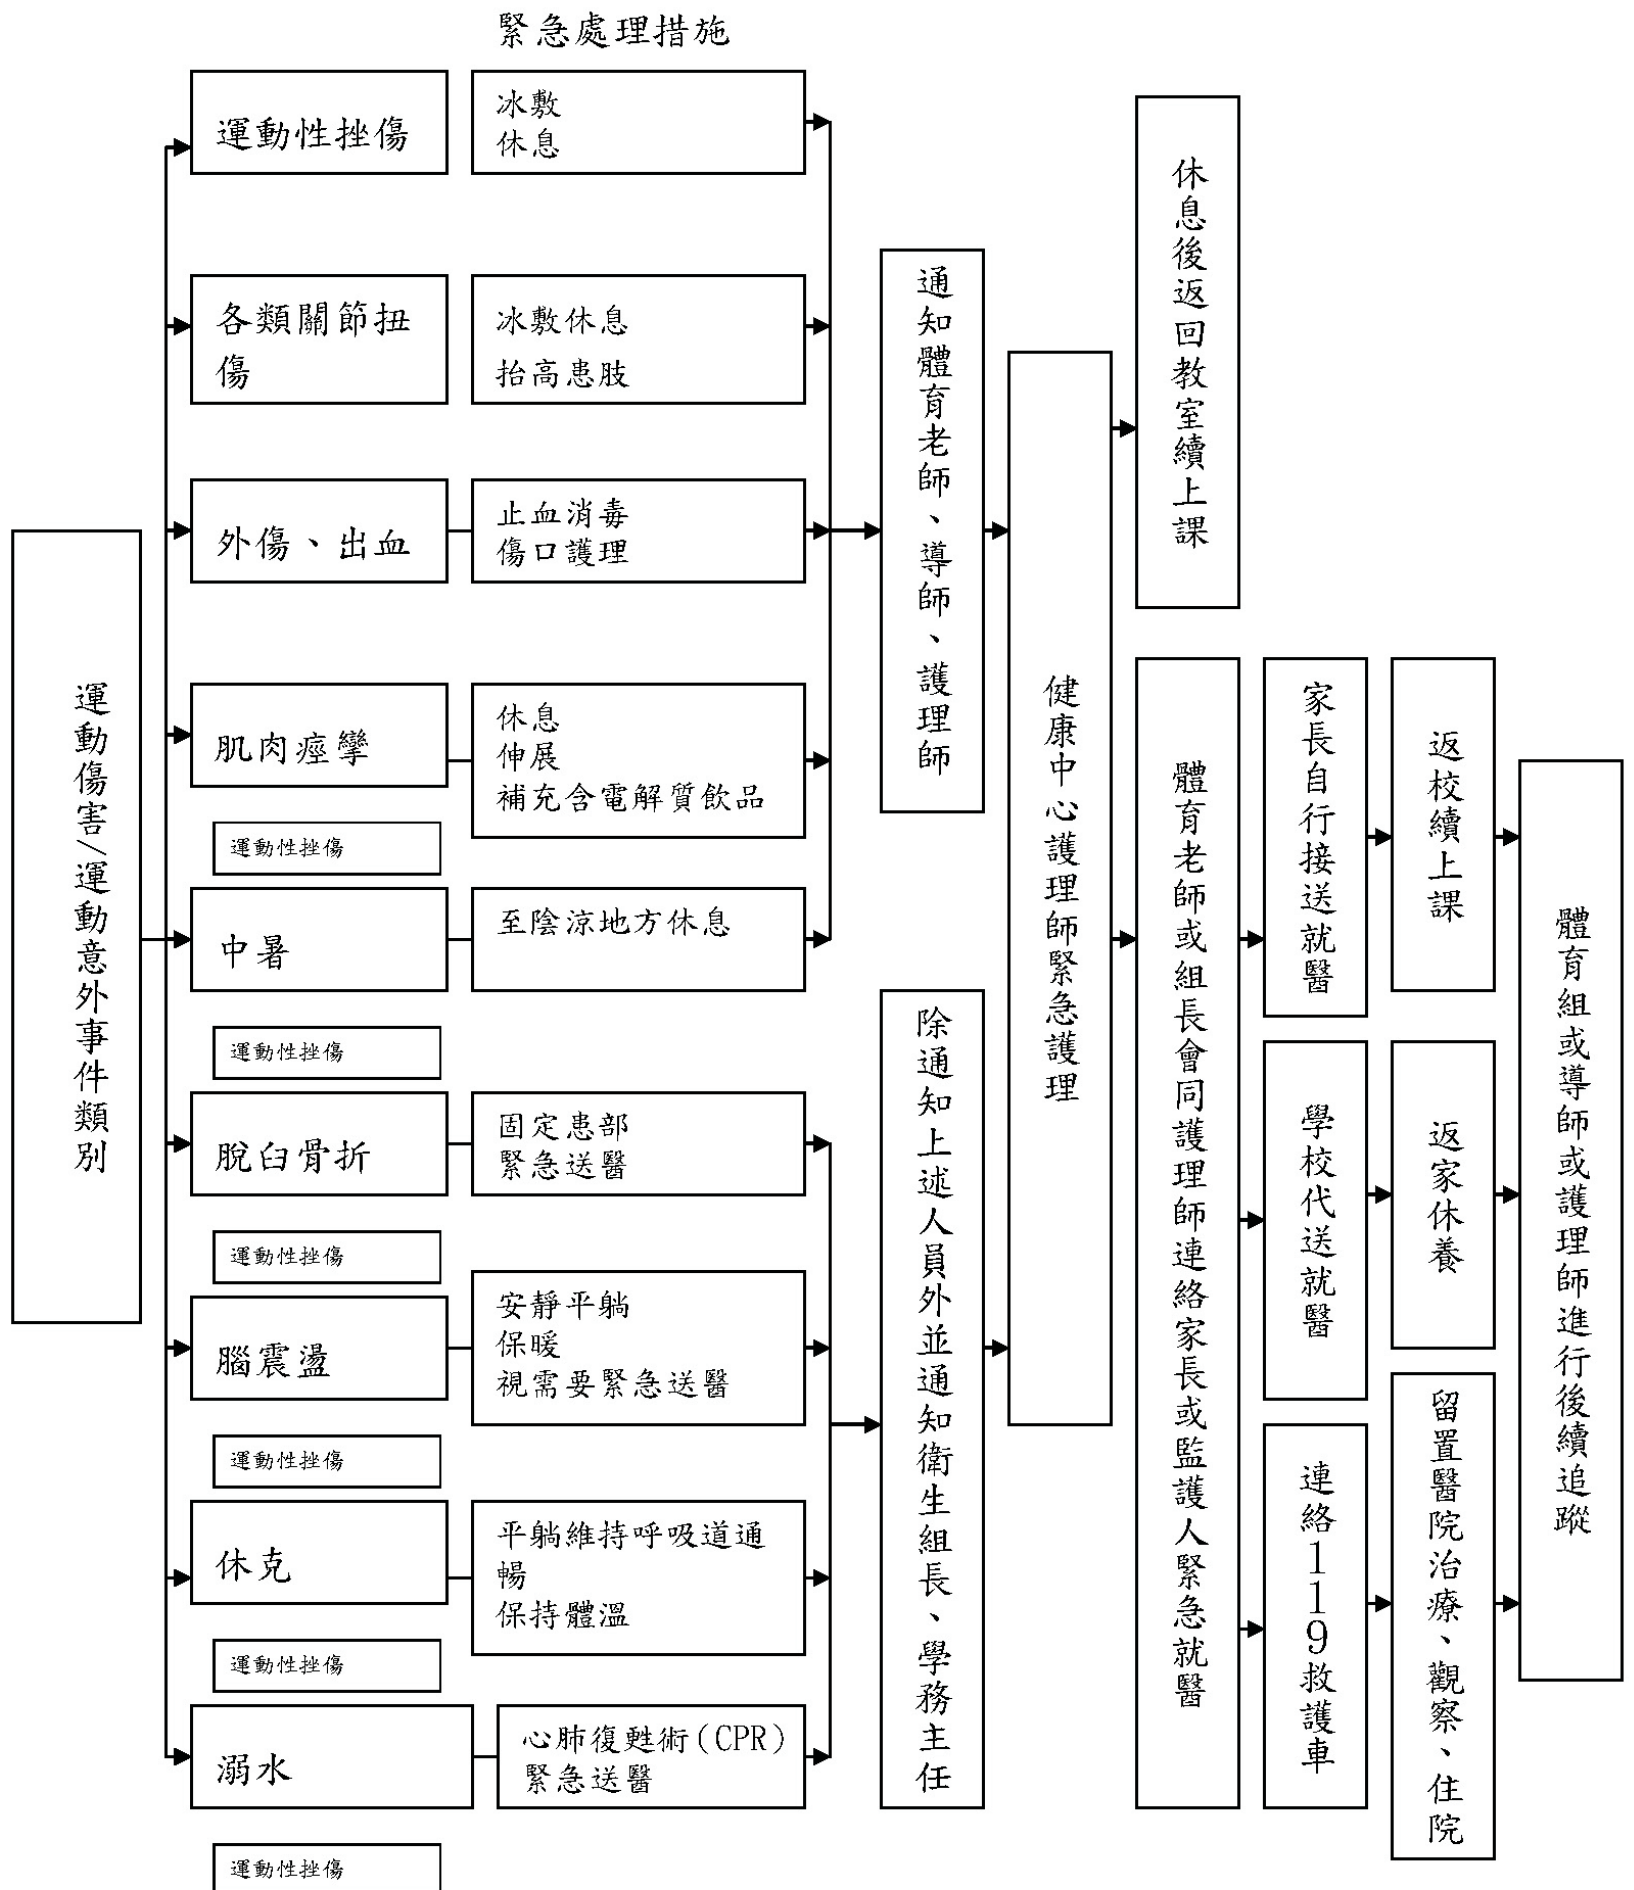 緊急處理措施
運動傷害/運動意外事件類別
運動性挫傷
冰敷
休息
各類關節扭
傷
冰敷休息
抬高患肢
外傷、出血
止血消毒
傷口護理
肌肉痙攣
休息
伸展
補充含電解質飲品
運動性挫傷
中暑
至陰涼地方休息
運動性挫傷
脫臼骨折
固定患部
緊急送醫
運動性挫傷
腦震盪
安靜平躺
保暖
視需要緊急送醫
運動性挫傷
休克
平躺維持呼吸道通
暢
保持體溫
運動性挫傷
溺水
心肺復甦術(CPR)
緊急送醫
運動性挫傷
通知體育老師、導師、護理師
除通知上述人員外並通知衛生組長、學務主任
健康中心護理師緊急護理
休息後返回教室續上課
體育老師或組長會同護理師連絡家長或監護人緊急就醫
家長自行接送就醫
學校代送就醫
連絡119救護車
返校續上課
返家休養
留置醫院治療、觀察、住院
體育組或導師或護理師進行後續追蹤